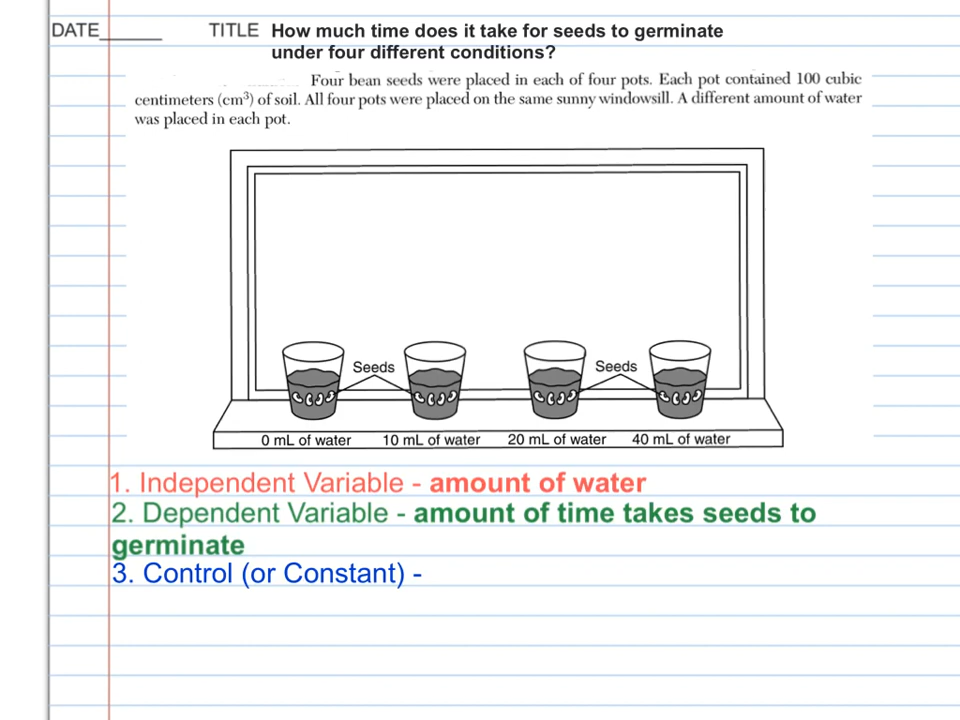 DATE______ TITLE How much time does it take for seeds to germinate
under four different conditions?
Four bean seeds were placed in each of four pots. Each pot contained 100 cubic
centimeters (cm³) of soil. All four pots were placed on the same sunny windowsill. A different amount of water
was placed in each pot.
Seeds Seeds
0 mL of water 10 mL of water 20 mL of water 40 mL of water
1. Independent Variable - amount of water
2. Dependent Variable - amount of time takes seeds to
germinate
3. Control (or Constant) -